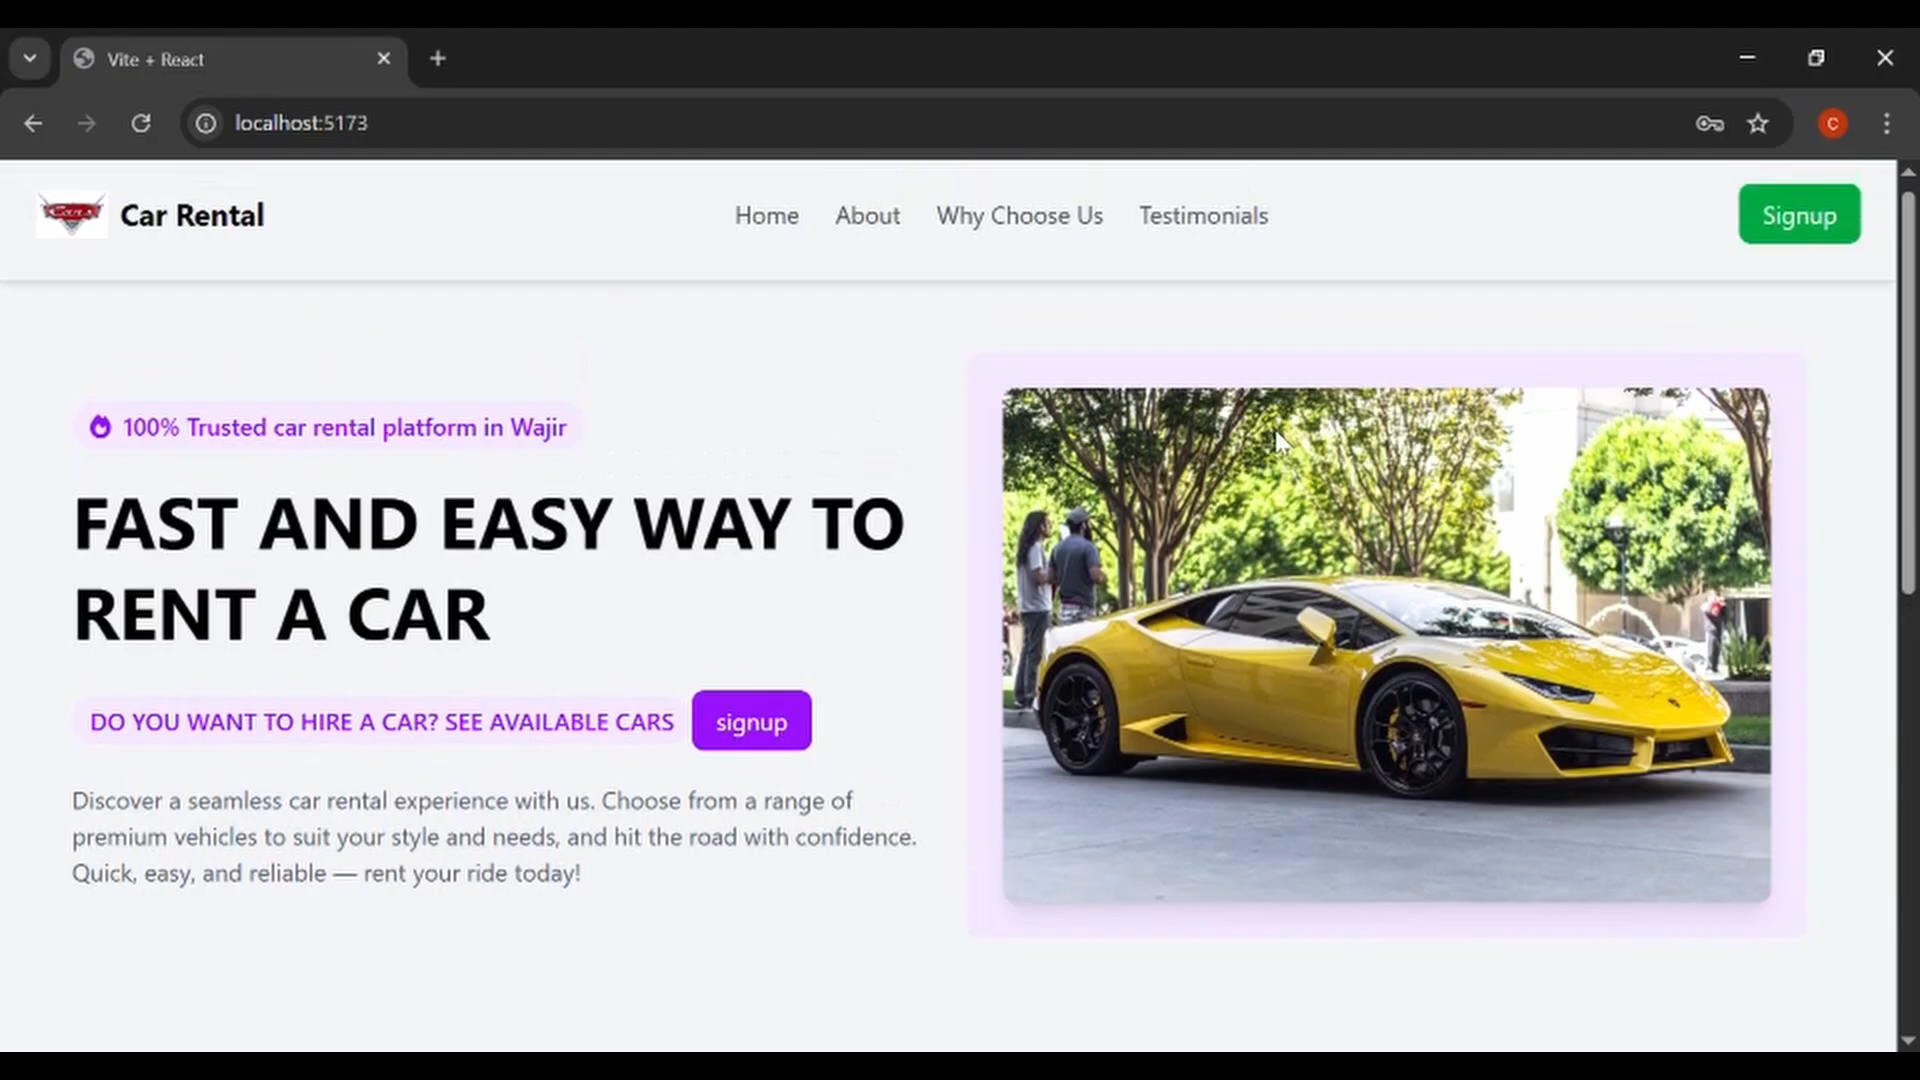 Vite + React
localhost:5173
C
Cars
Car Rental
Home
About
Why Choose Us
Testimonials
Signup
100% Trusted car rental platform in Wajir
FAST AND EASY WAY TO
RENT A CAR
DO YOU WANT TO HIRE A CAR? SEE AVAILABLE CARS
signup
Discover a seamless car rental experience with us. Choose from a range of
premium vehicles to suit your style and needs, and hit the road with confidence.
Quick, easy, and reliable — rent your ride today!